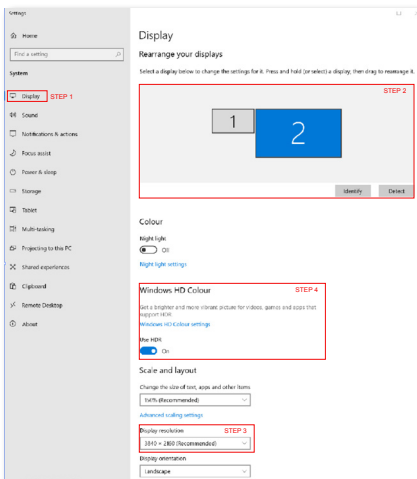 Settings
Home
Find a setting
System
Display STEP 1
Sound
Notifications & actions
Focus assist
Power & sleep
Storage
Tablet
Multi-tasking
Projecting to this PC
Shared experiences
Clipboard
Remote Desktop
About
Display
Rearrange your displays
Select a display below to change the settings for it. Press and hold (or select) a display, then drag to rearrange it.
STEP 2
1 2
Identify Detect
Colour
Night light
Off
Night light settings
Windows HD Colour STEP 4
Get a brighter and more vibrant picture for videos, games and apps that
support HDR
Windows HD Colour settings
Use HDR
On
Scale and layout
Change the size of text, apps and other items
150% (Recommended)
Advanced scaling settings
Display resolution STEP 3
3840 × 2160 (Recommended)
Display orientation
Landscape